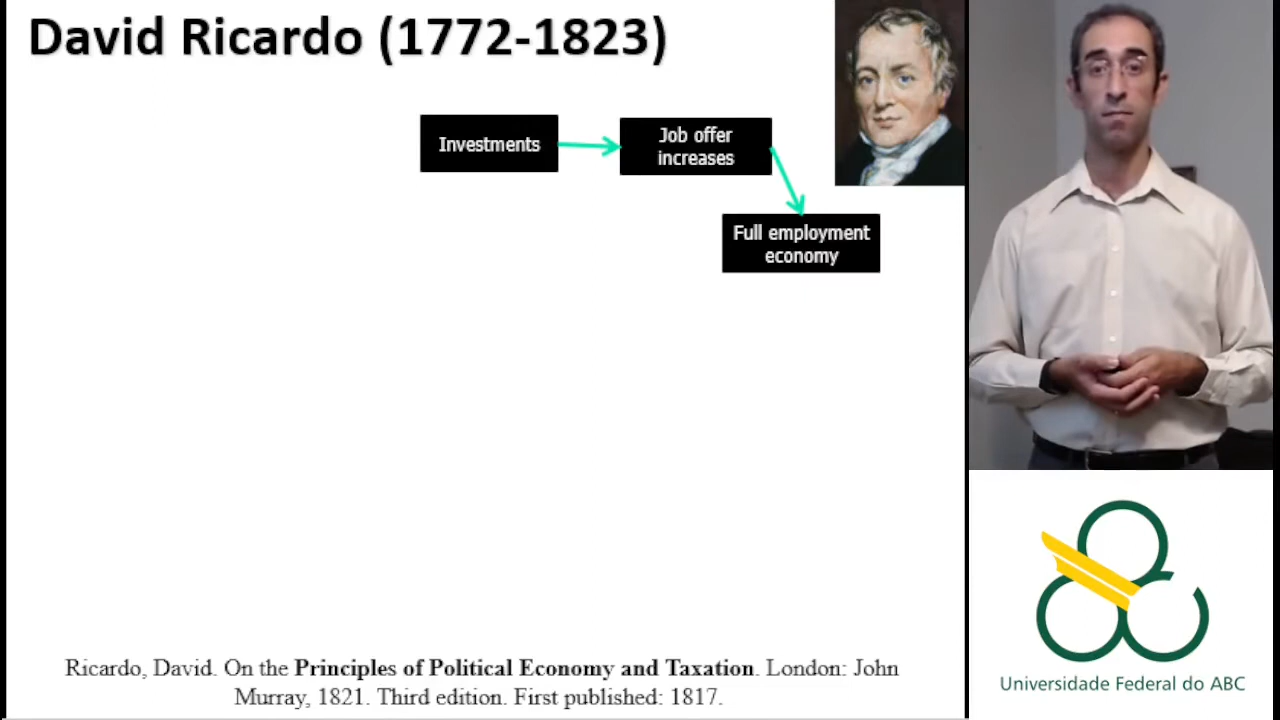 David Ricardo (1772-1823)
Investments
Job offer
increases
Full employment
economy
Ricardo, David. On the Principles of Political Economy and Taxation. London: John
Murray, 1821. Third edition. First published: 1817.
Universidade Federal do ABC